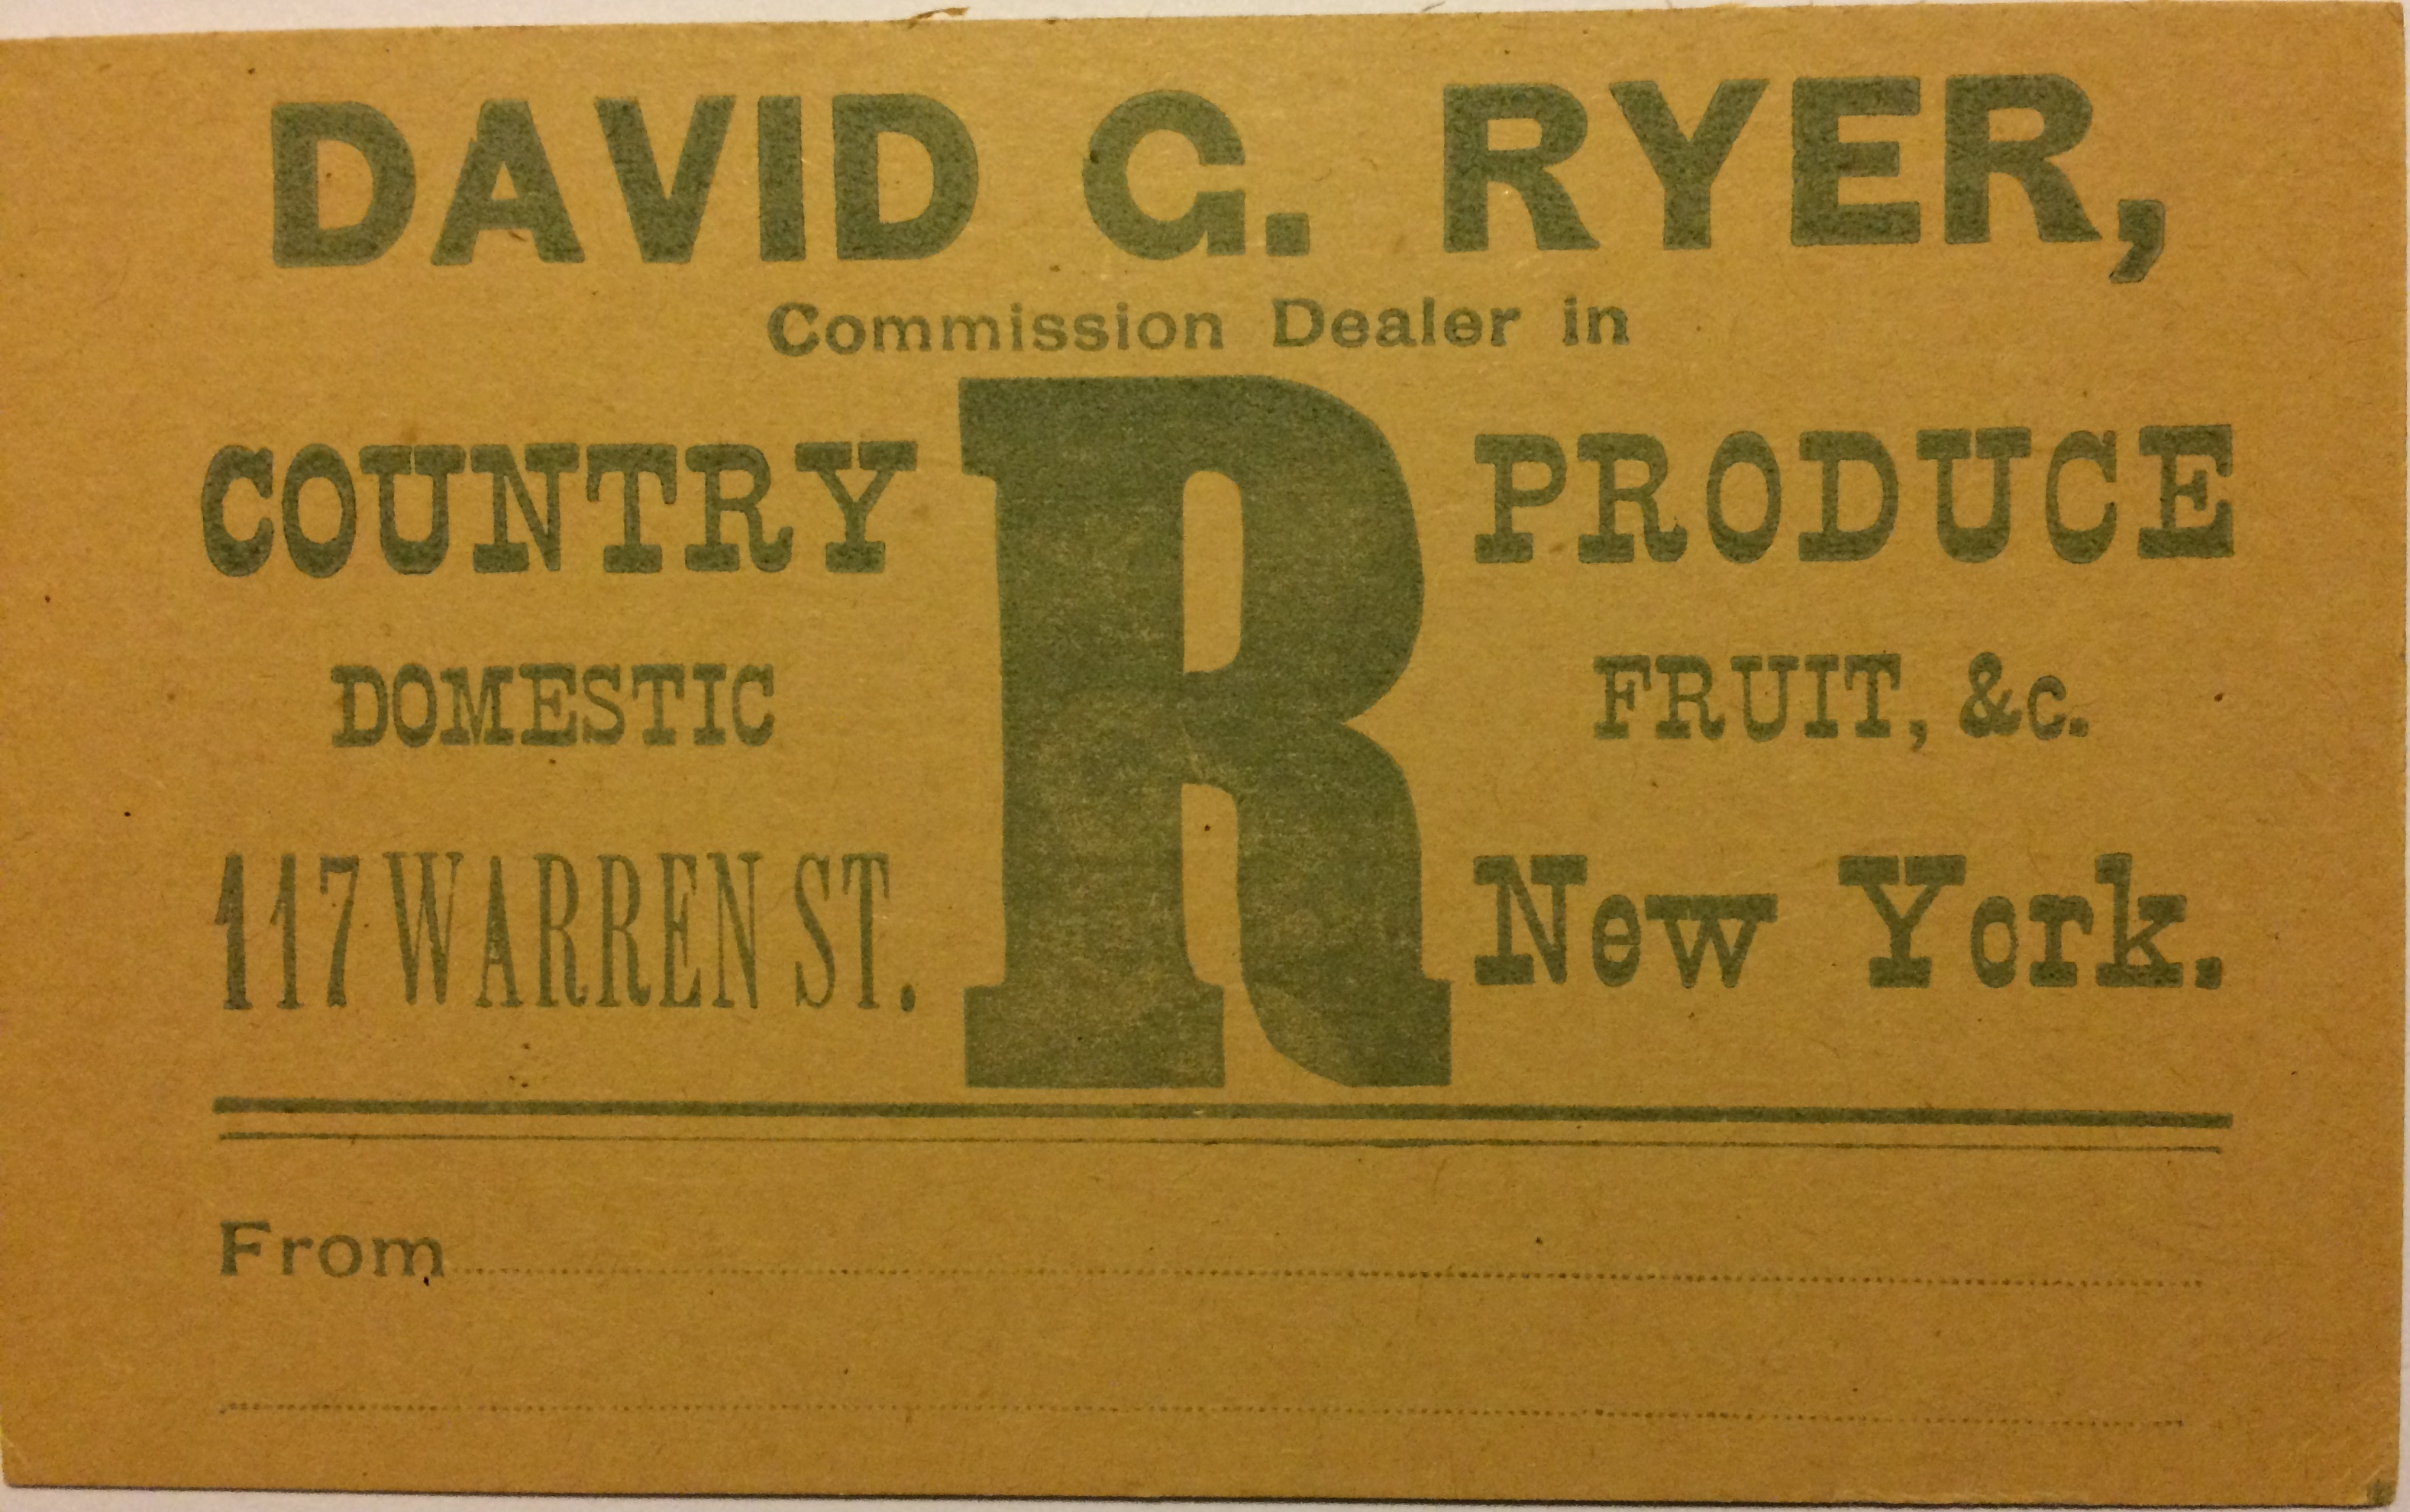 DAVID G. RYER,
Commission Dealer in
COUNTRY R PRODUCE
DOMESTIC FRUIT, &c.
117 WARREN ST. New York.
From